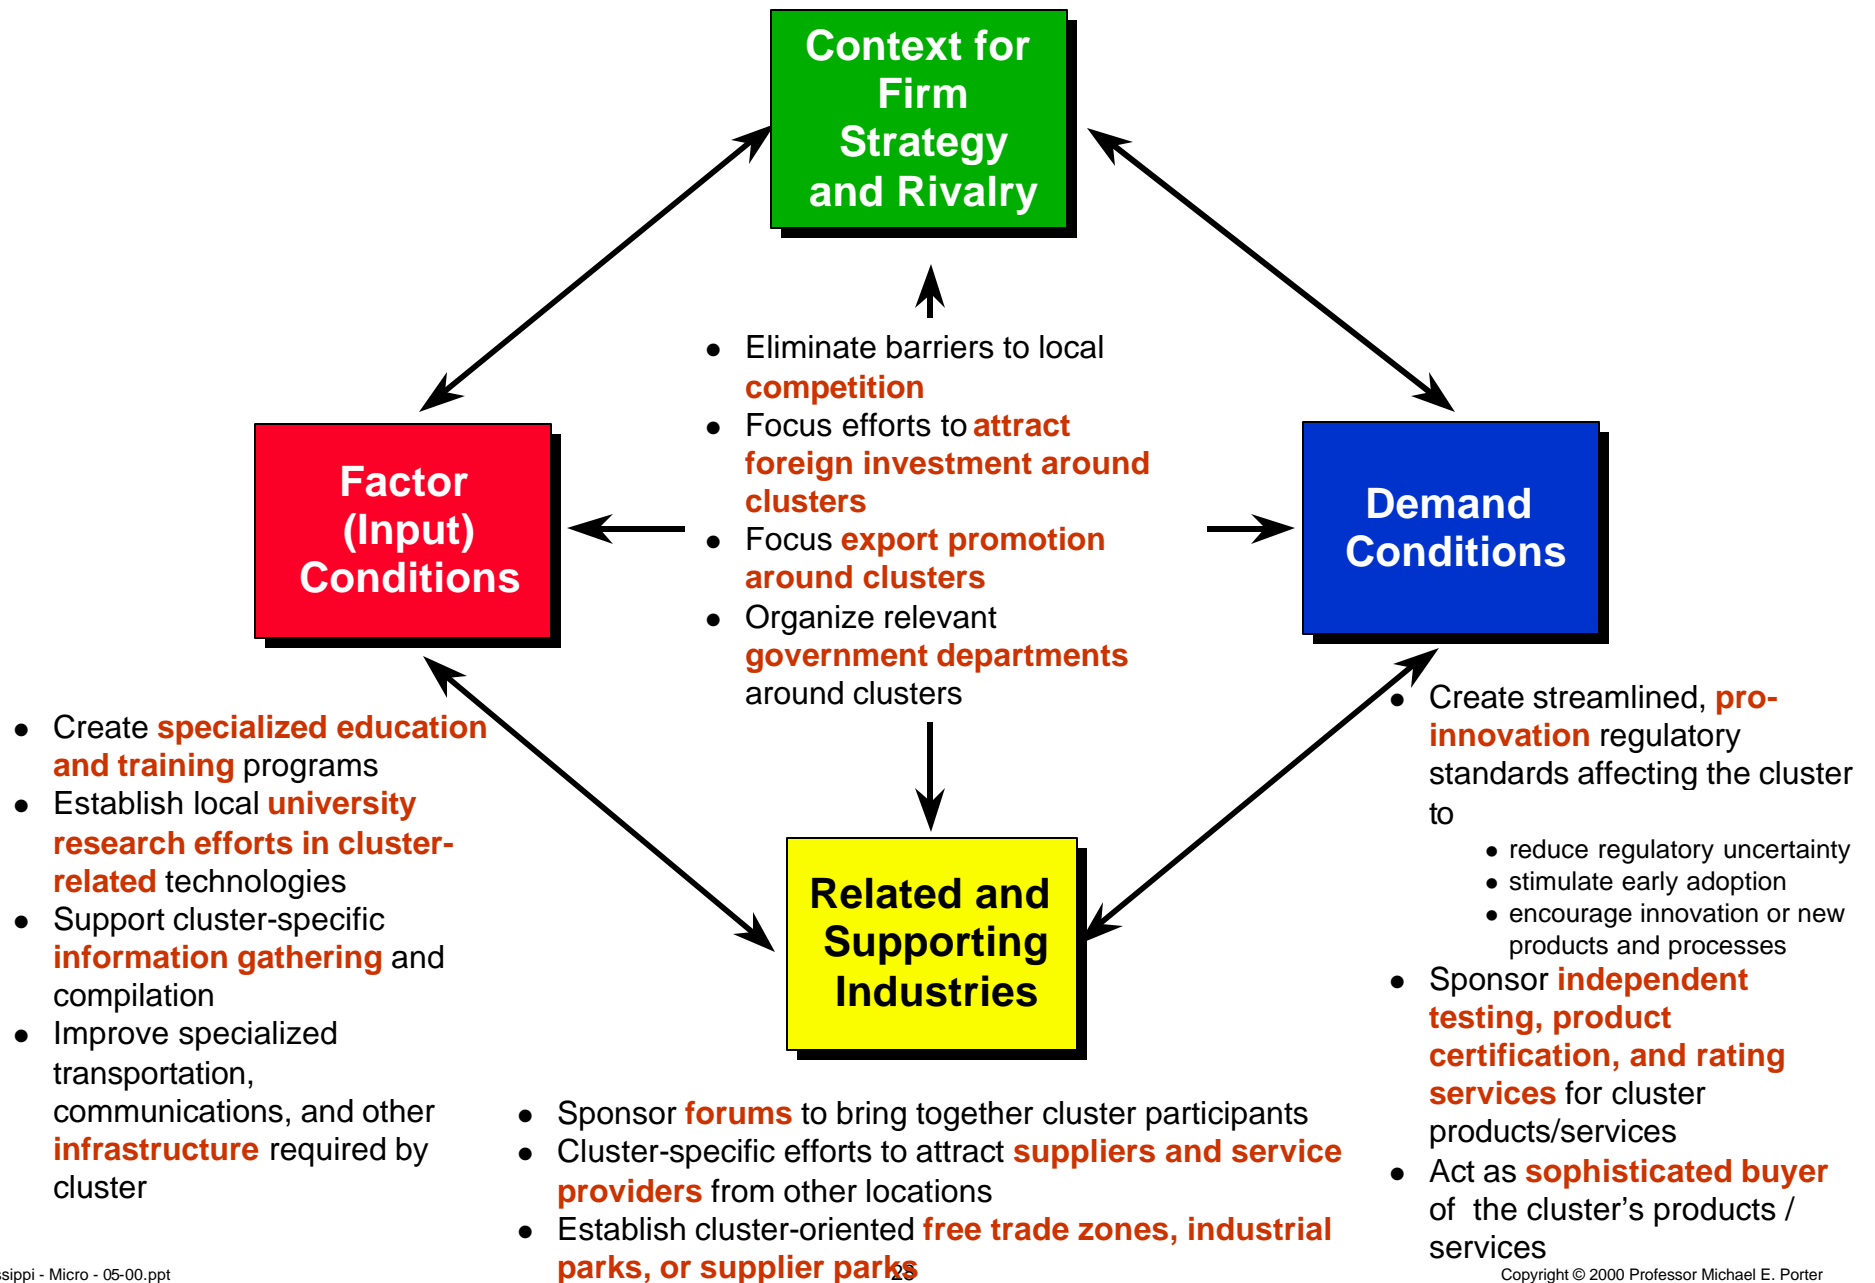 Context for
Firm
Strategy
and Rivalry
● Eliminate barriers to local
competition
● Focus efforts to attract
foreign investment around
clusters
● Focus export promotion
around clusters
● Organize relevant
government departments
around clusters
Factor
(Input)
Conditions
Demand
Conditions
● Create specialized education
and training programs
● Establish local university
research efforts in cluster-
related technologies
● Support cluster-specific
information gathering and
compilation
● Improve specialized
transportation,
communications, and other
infrastructure required by
cluster
Related and
Supporting
Industries
● Create streamlined, pro-
innovation regulatory
standards affecting the cluster
to
● reduce regulatory uncertainty
● stimulate early adoption
● encourage innovation or new
products and processes
● Sponsor independent
testing, product
certification, and rating
services for cluster
products/services
● Act as sophisticated buyer
of the cluster’s products /
services
● Sponsor forums to bring together cluster participants
● Cluster-specific efforts to attract suppliers and service
providers from other locations
● Establish cluster-oriented free trade zones, industrial
parks, or supplier parks
ssippi - Micro - 05-00.ppt
Copyright © 2000 Professor Michael E. Porter